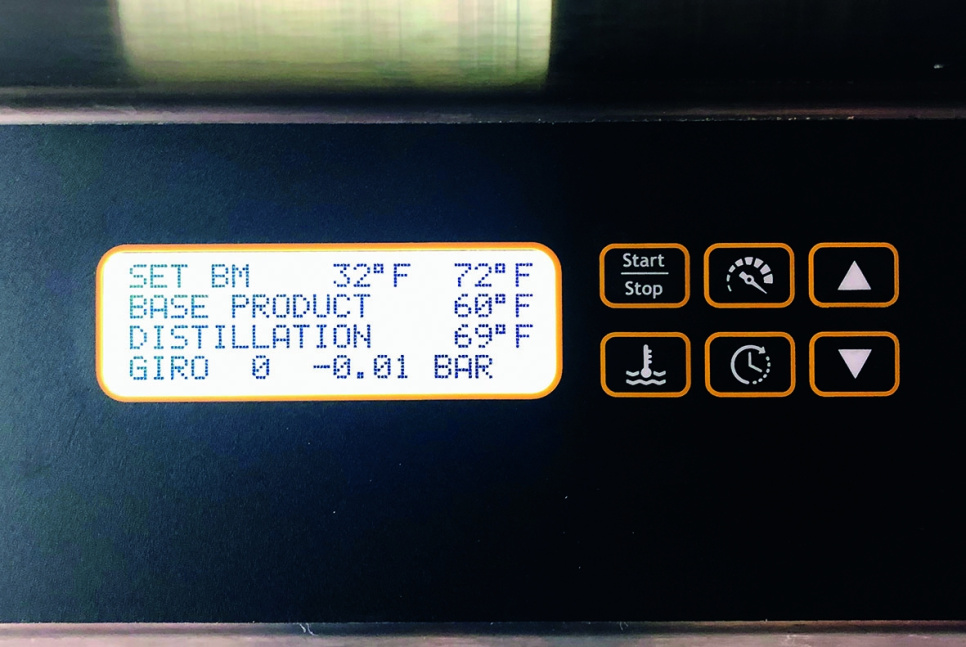 SET BM 32°F 72°F
BASE PRODUCT 60°F
DISTILLATION 69°F
GIRO 0 -0.01 BAR
Start
Stop